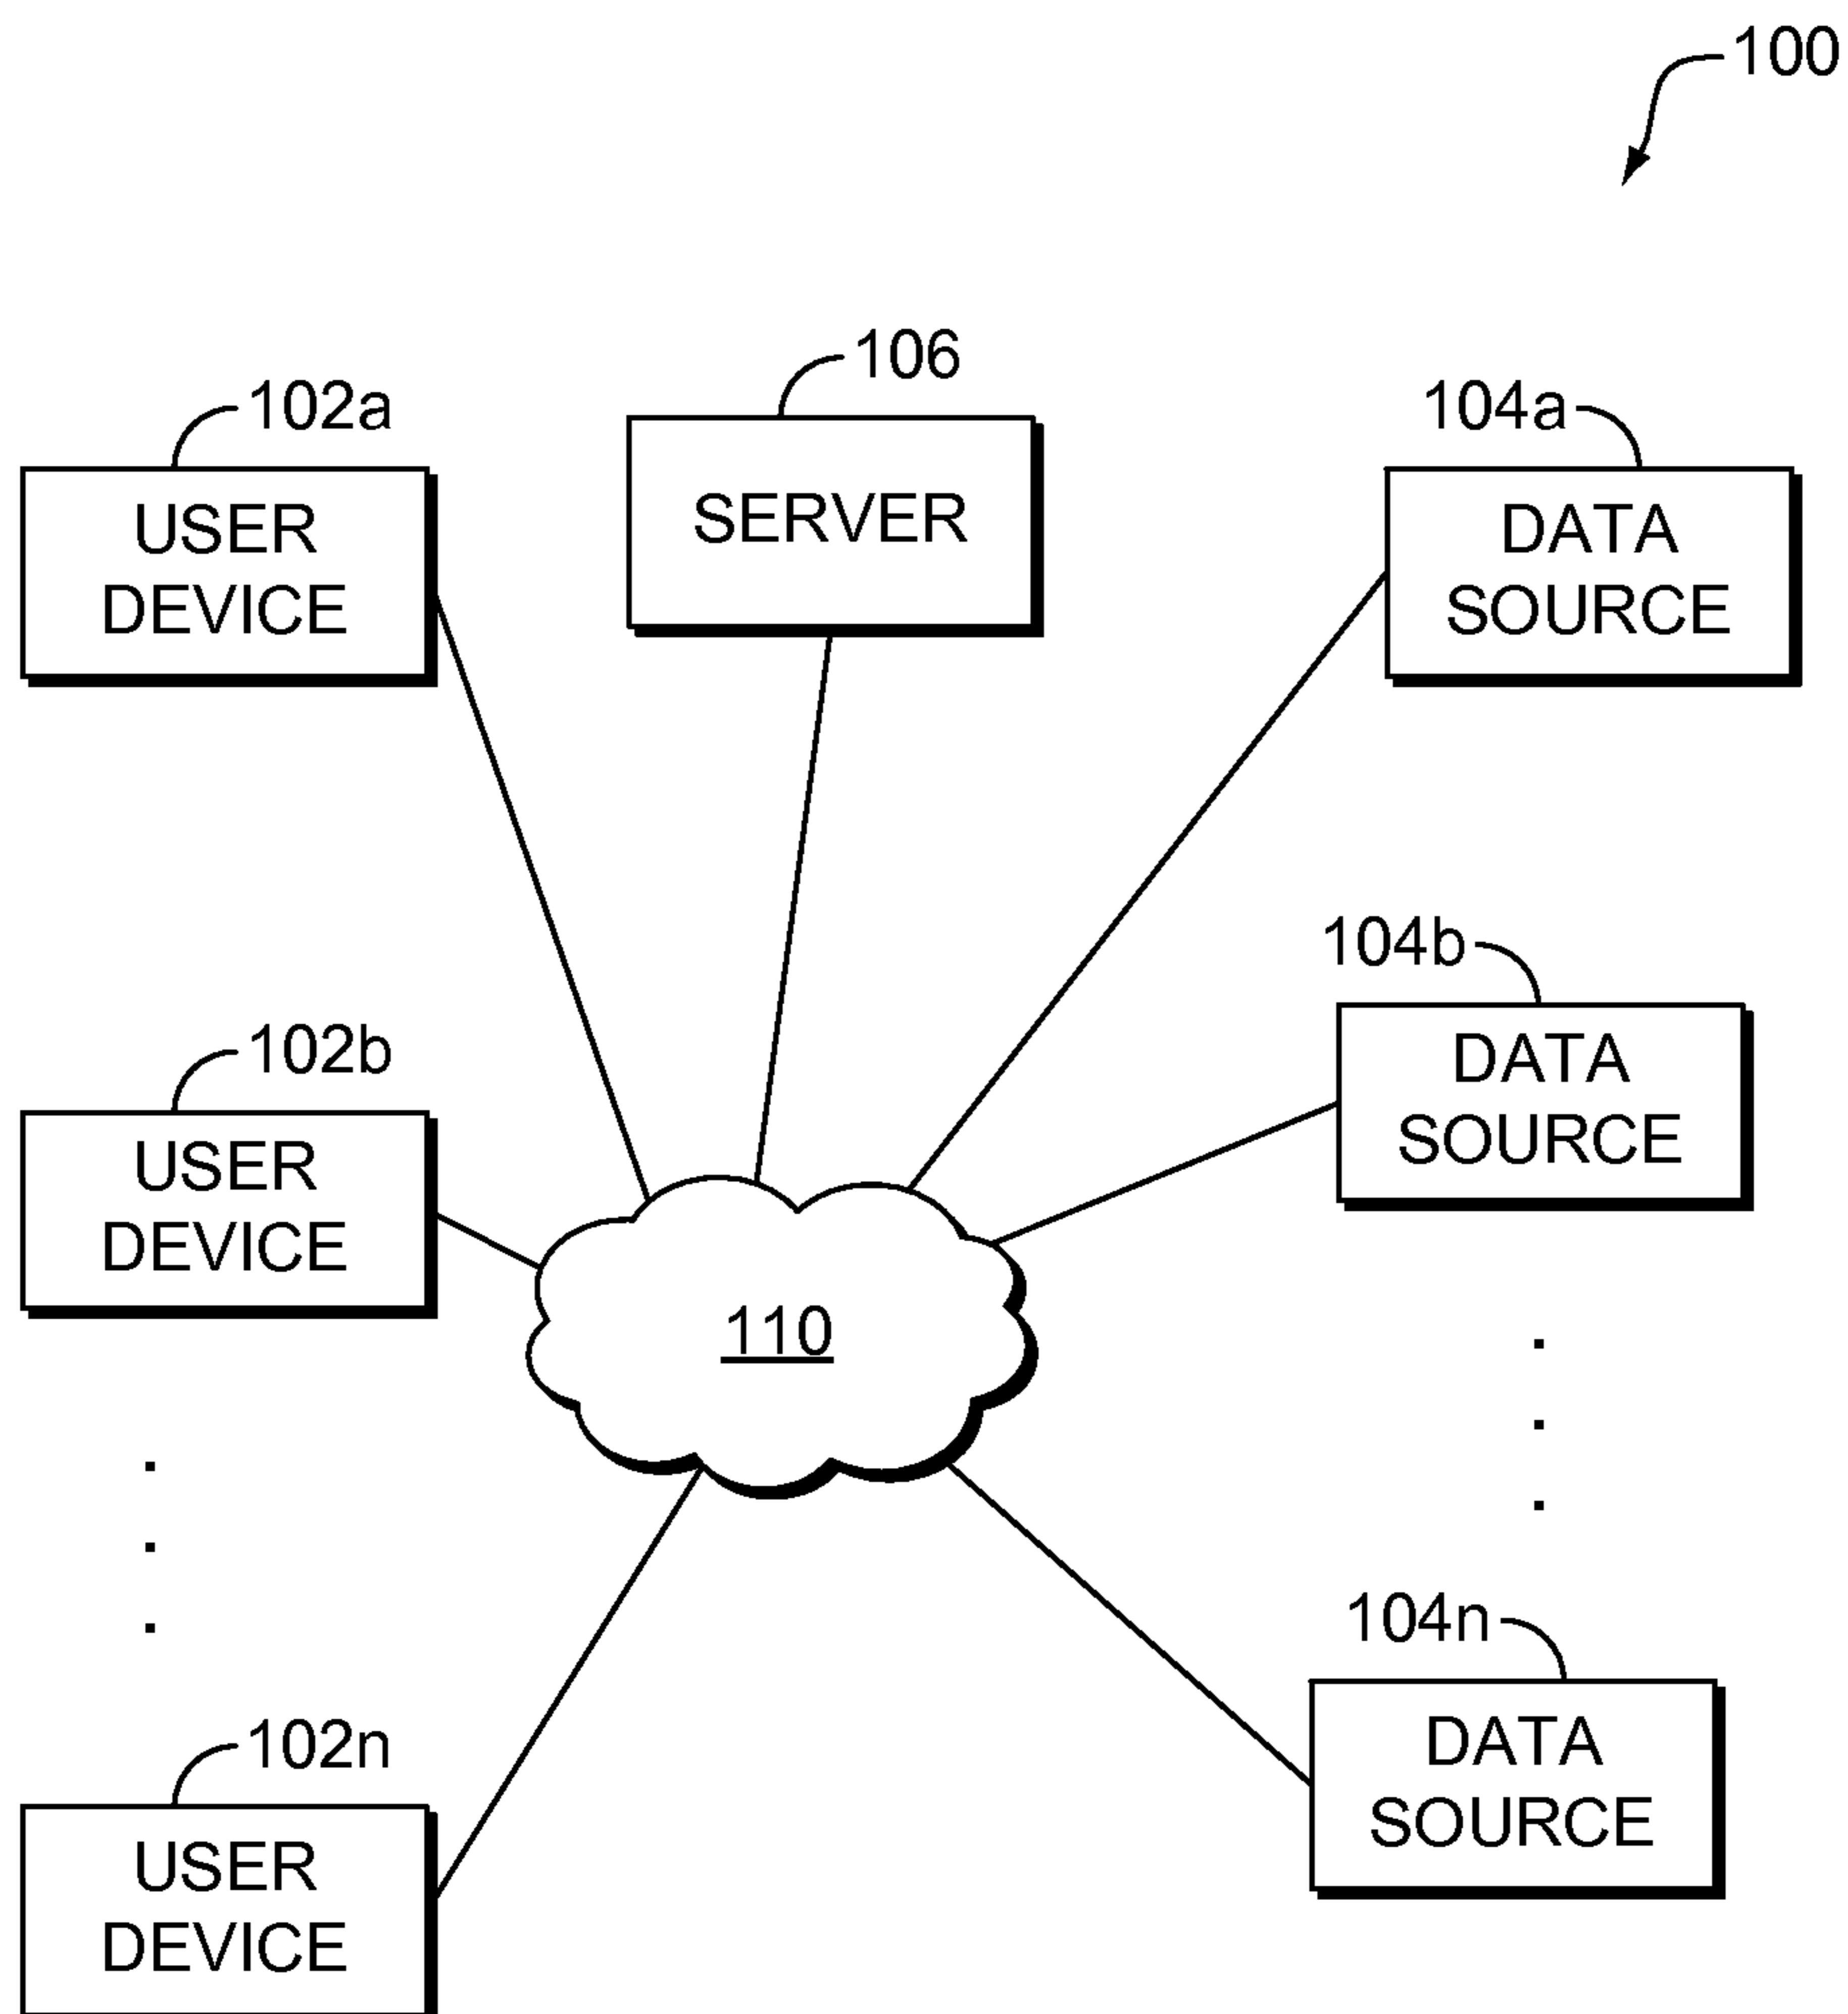 100
106
102a
104a
USER
DEVICE
SERVER
DATA
SOURCE
104b
102b
DATA
SOURCE
USER
DEVICE
110
104n
102n
DATA
SOURCE
USER
DEVICE